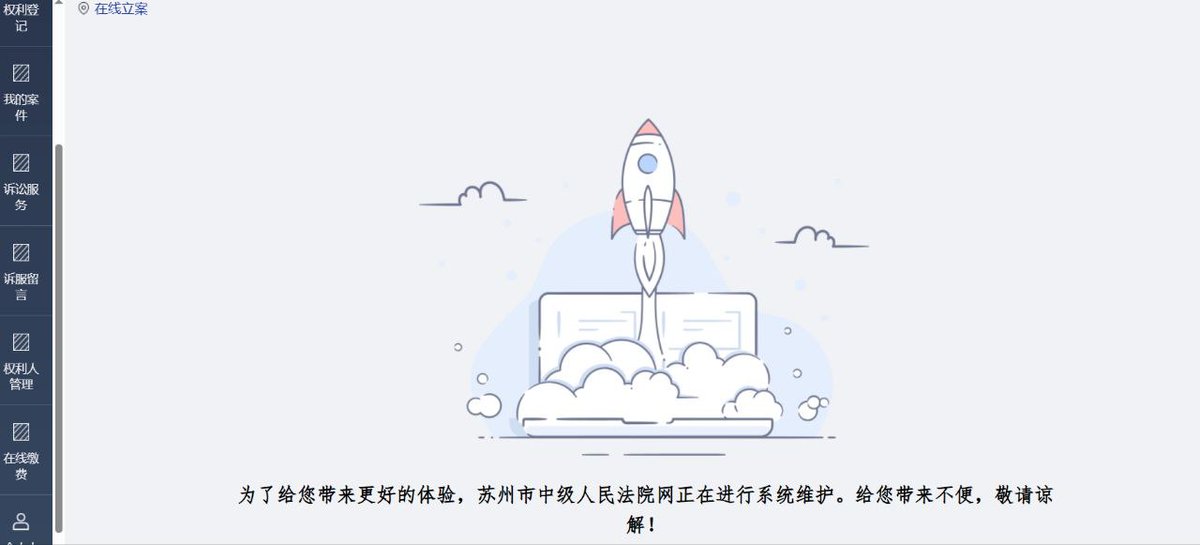 在线立案
权利登
记
我的案
件
诉讼服
务
诉服留
言
权利人
管理
在线缴
费
为了给您带来更好的体验，苏州市中级人民法院网正在进行系统维护。给您带来不便，敬请谅
解！